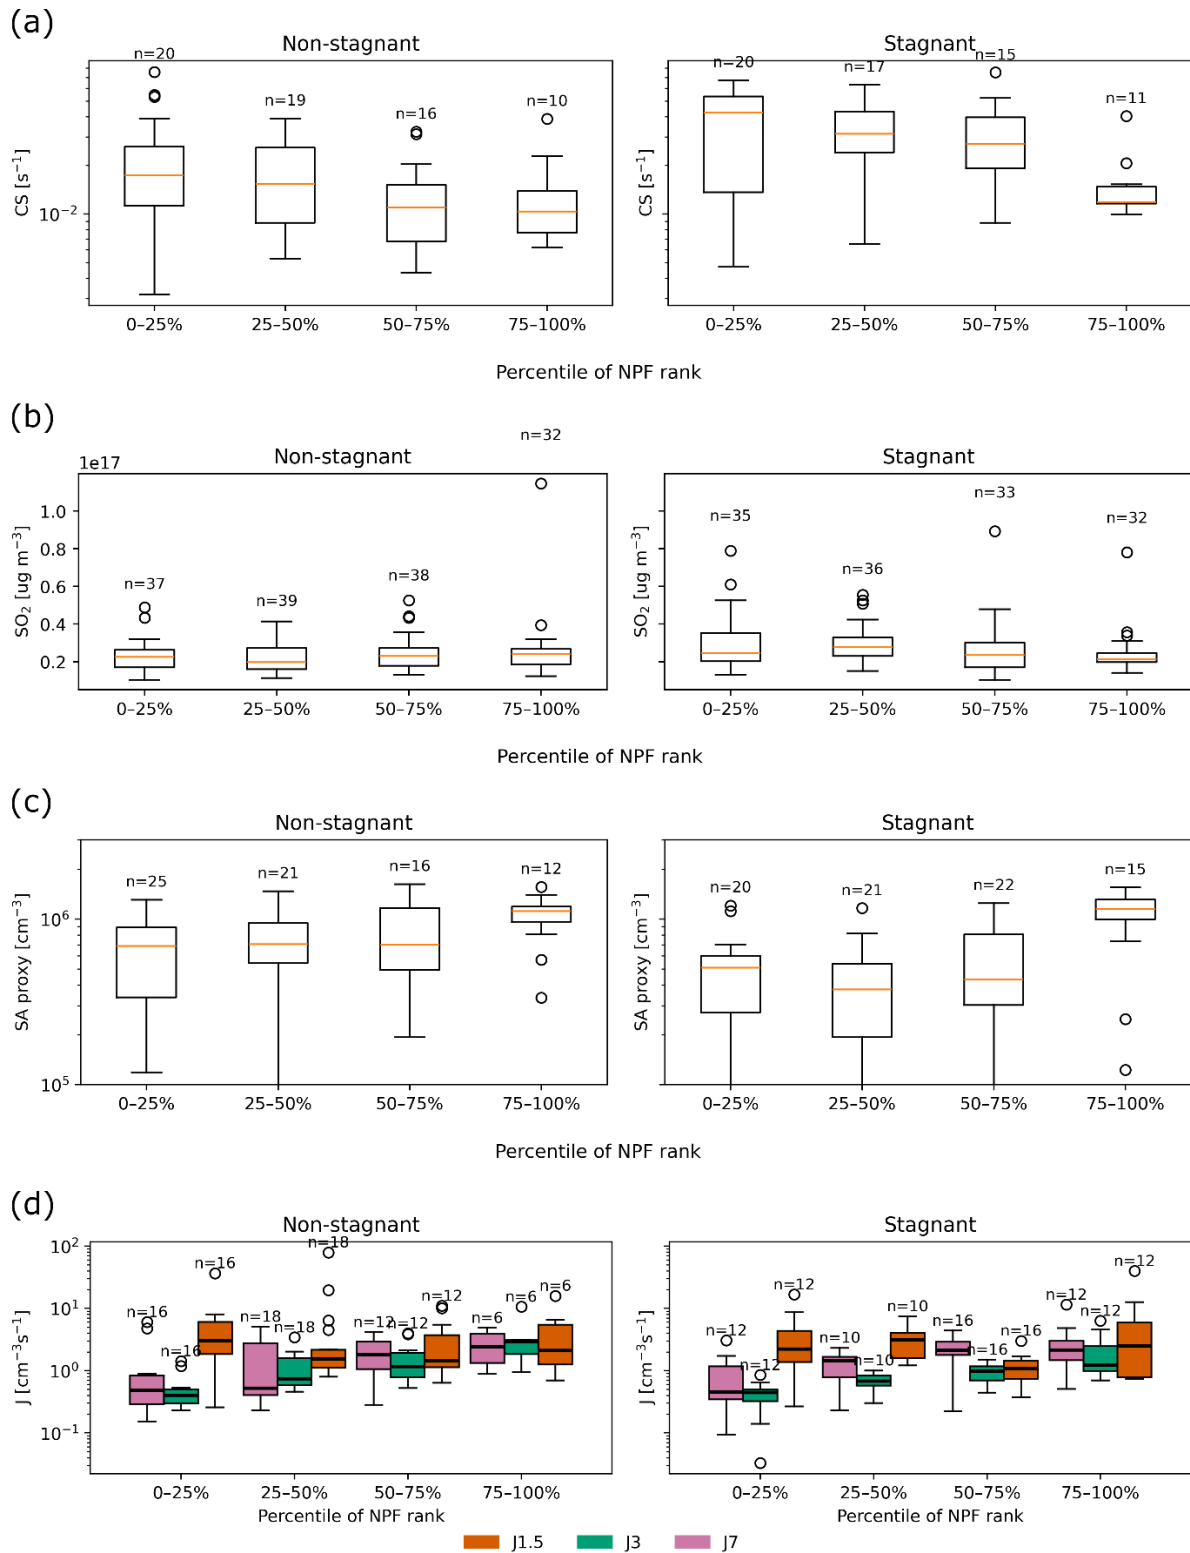 (a)
Non-stagnant
n=20
n=19
n=16
n=10
CS [s⁻¹]
10⁻²
0–25%
25–50%
50–75%
75–100%
Stagnant
n=20
n=17
n=15
n=11
CS [s⁻¹]
0–25%
25–50%
50–75%
75–100%
Percentile of NPF rank
(b)
1e17
Non-stagnant
n=37
n=39
n=38
n=32
SO₂ [ug m⁻³]
1.0
0.8
0.6
0.4
0.2
0–25%
25–50%
50–75%
75–100%
Stagnant
n=35
n=36
n=33
n=32
SO₂ [ug m⁻³]
0–25%
25–50%
50–75%
75–100%
Percentile of NPF rank
(c)
Non-stagnant
n=25
n=21
n=16
n=12
SA proxy [cm⁻³]
10⁶
10⁵
0–25%
25–50%
50–75%
75–100%
Stagnant
n=20
n=21
n=22
n=15
SA proxy [cm⁻³]
0–25%
25–50%
50–75%
75–100%
Percentile of NPF rank
(d)
Non-stagnant
n=16
n=16
n=16
n=18
n=18
n=18
n=12
n=12
n=12
n=6
n=6
n=6
J [cm⁻³s⁻¹]
10²
10¹
10⁰
10⁻¹
0–25%
25–50%
50–75%
75–100%
Percentile of NPF rank
Stagnant
n=12
n=12
n=12
n=10
n=10
n=10
n=16
n=16
n=16
n=12
n=12
n=12
J [cm⁻³s⁻¹]
0–25%
25–50%
50–75%
75–100%
Percentile of NPF rank
J1.5
J3
J7